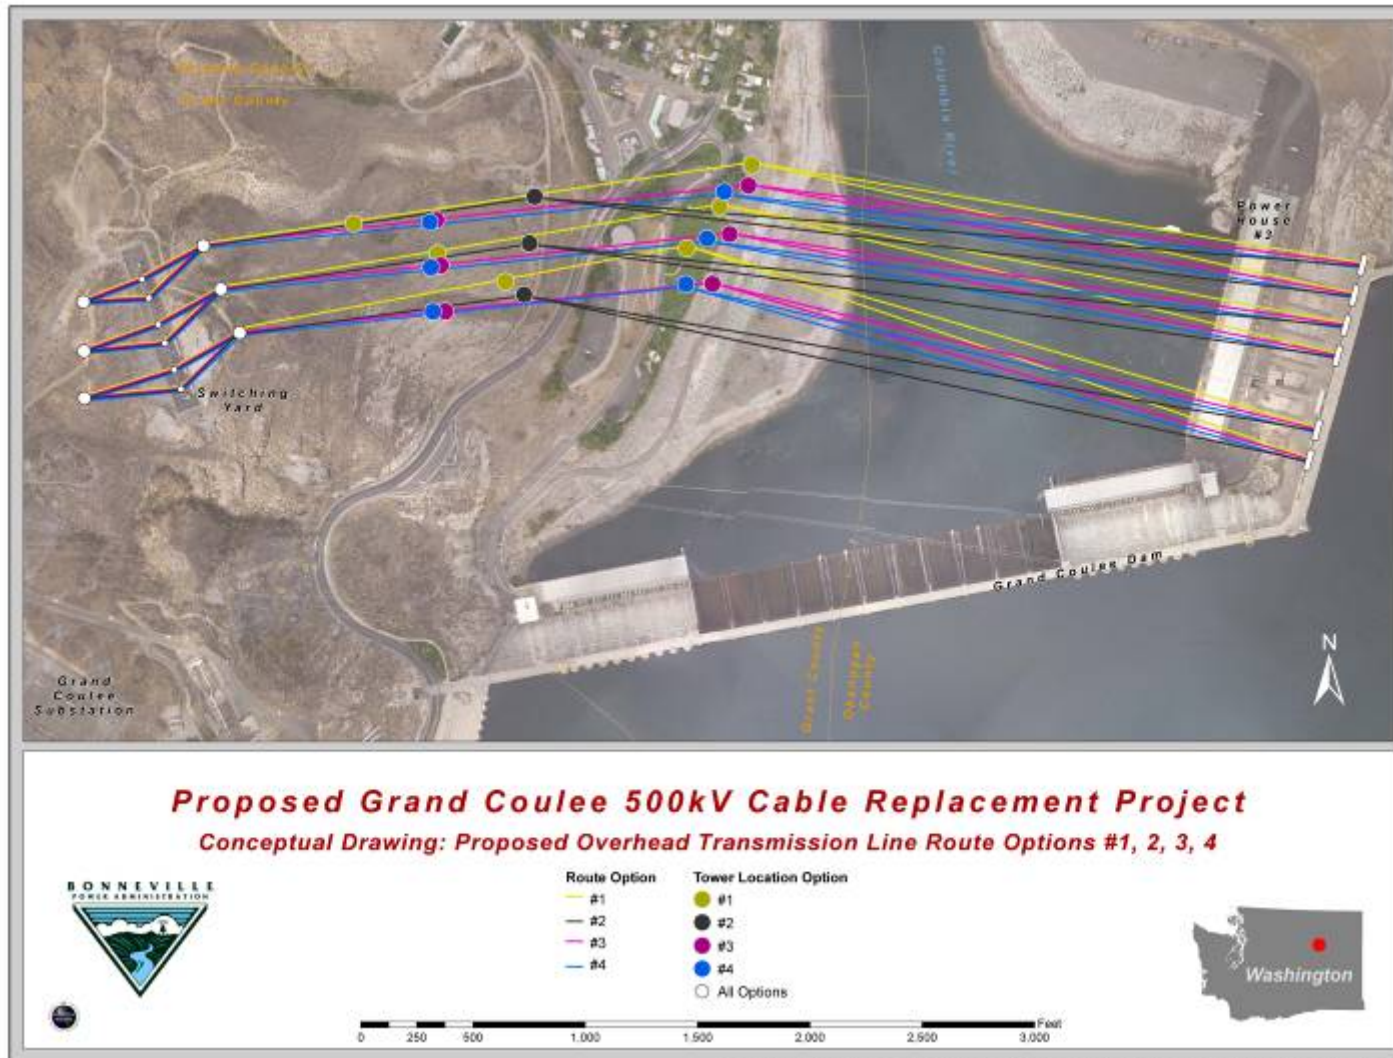 Grant County
Columbia River
Power
House
#3
Switching
Yard
Grand Coulee Dam
Grant County
Okanogan
County
Grand
Coulee
Substation
N
Proposed Grand Coulee 500kV Cable Replacement Project
Conceptual Drawing: Proposed Overhead Transmission Line Route Options #1, 2, 3, 4
BONNEVILLE
POWER ADMINISTRATION
Route Option
#1
#2
#3
#4
Tower Location Option
#1
#2
#3
#4
All Options
Washington
0 250 500 1.000 1.500 2.000 2.500 3.000 Feet